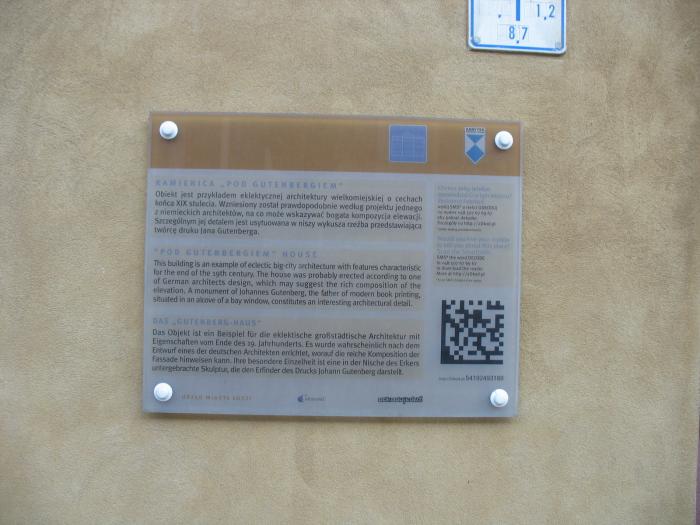 1,2
8,7
ZABYTEK
KAMIENICA „POD GUTENBERGIEM"
Obiekt jest przykładem eklektycznej architektury wielkomiejskiej o cechach
końca XIX stulecia. Wzniesiony został prawdopodobnie według projektu jednego
z niemieckich architektów, na co może wskazywać bogata kompozycja elewacji.
Szczególnym jej detalem jest usytuowana w niszy wykusza rzeźba przedstawiająca
twórcę druku Jana Gutenberga.
"POD GUTENBERGIEM" HOUSE
This building is an example of eclectic big-city architecture with features characteristic
for the end of the 19th century. The house was probably erected according to one
of German architects design, which may suggest the rich composition of the
elevation. A monument of Johannes Gutenberg, the father of modern book printing,
situated in an alcove of a bay window, constitutes an interesting architectural detail.
DAS „GUTENBERG-HAUS"
Das Objekt ist ein Beispiel für die eklektische großstädtische Architektur mit
Eigenschaften vom Ende des 19. Jahrhunderts. Es wurde wahrscheinlich nach dem
Entwurf eines der deutschen Architekten errichtet, worauf die reiche Komposition der
Fassade hinweisen kann. Ihre besondere Einzelheit ist eine in der Nische des Erkers
untergebrachte Skulptur, die den Erfinder des Drucks Johann Gutenberg darstellt.
54192493188
URZĄD MIASTA ŁODZI